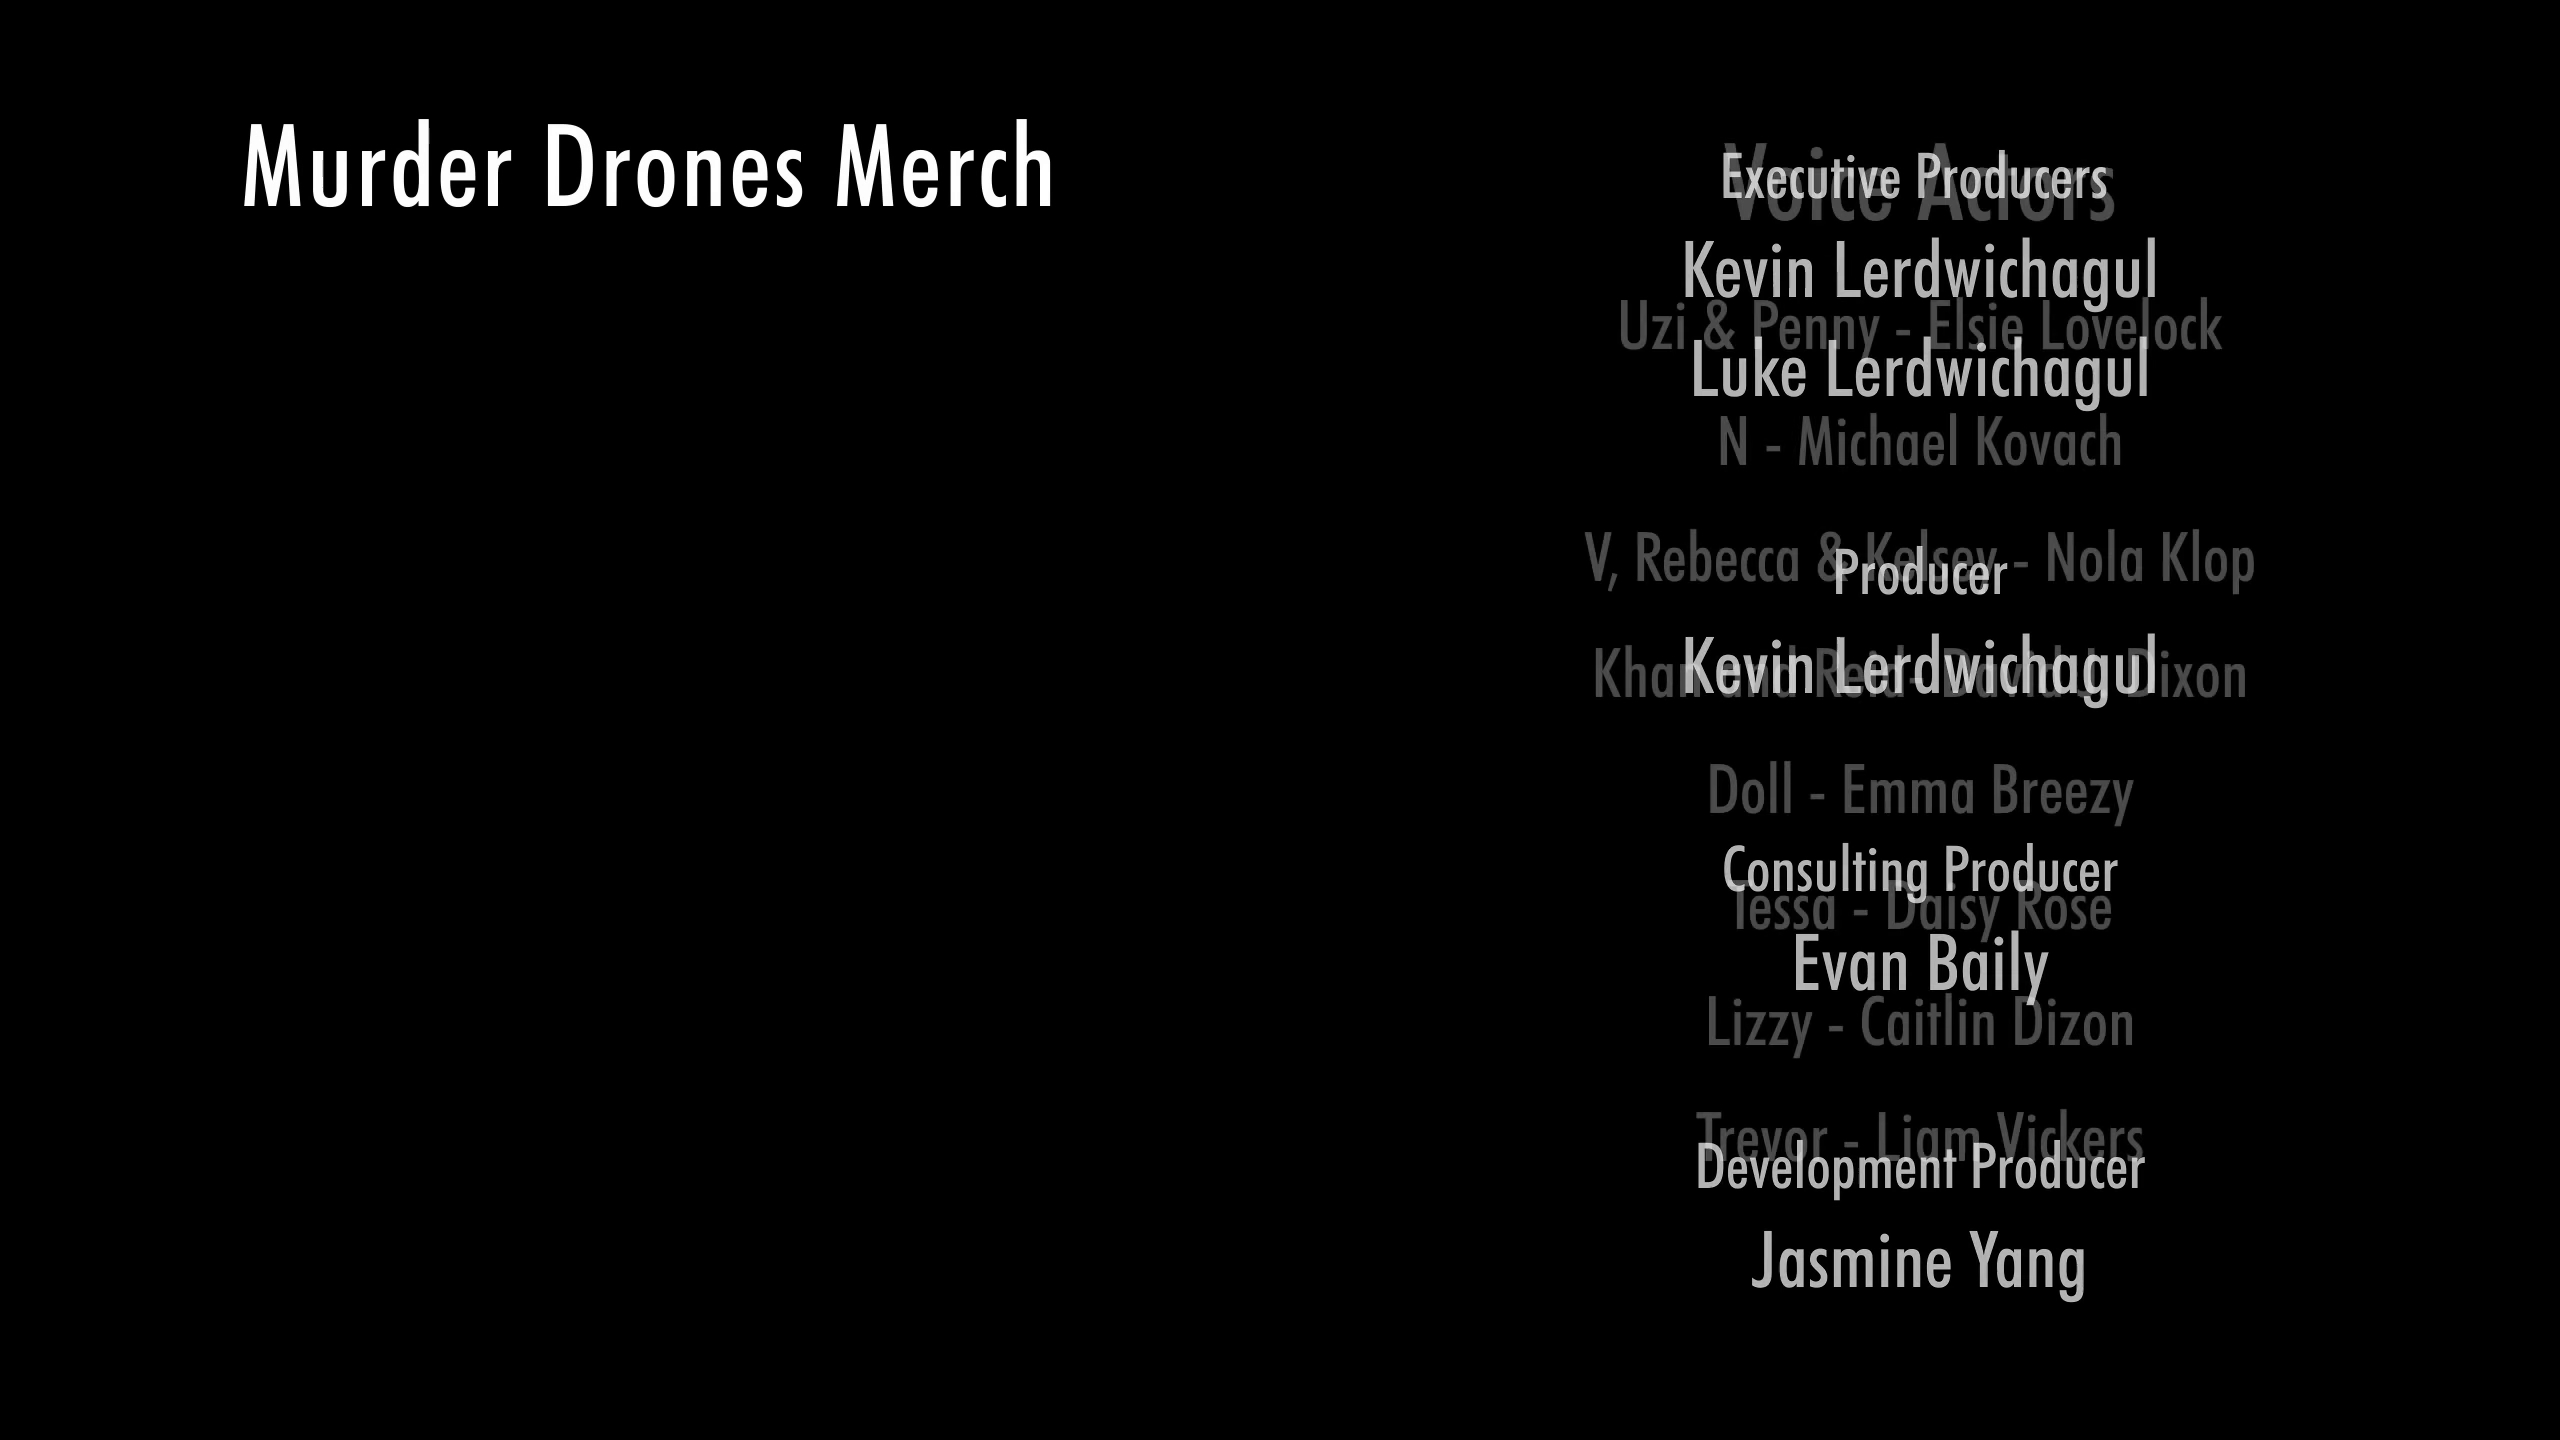 Murder Drones Merch
Executive Producers
Kevin Lerdwichagul
Luke Lerdwichagul
Producer
Kevin Lerdwichagul
Consulting Producer
Evan Baily
Development Producer
Jasmine Yang
Voice Actors
Uzi & Penny - Elsie Lovelock
N - Michael Kovach
V, Rebecca & Kelsey - Nola Klop
Khan and Reid- David J. Dixon
Doll - Emma Breezy
Tessa - Daisy Rose
Lizzy - Caitlin Dizon
Trevor - Liam Vickers